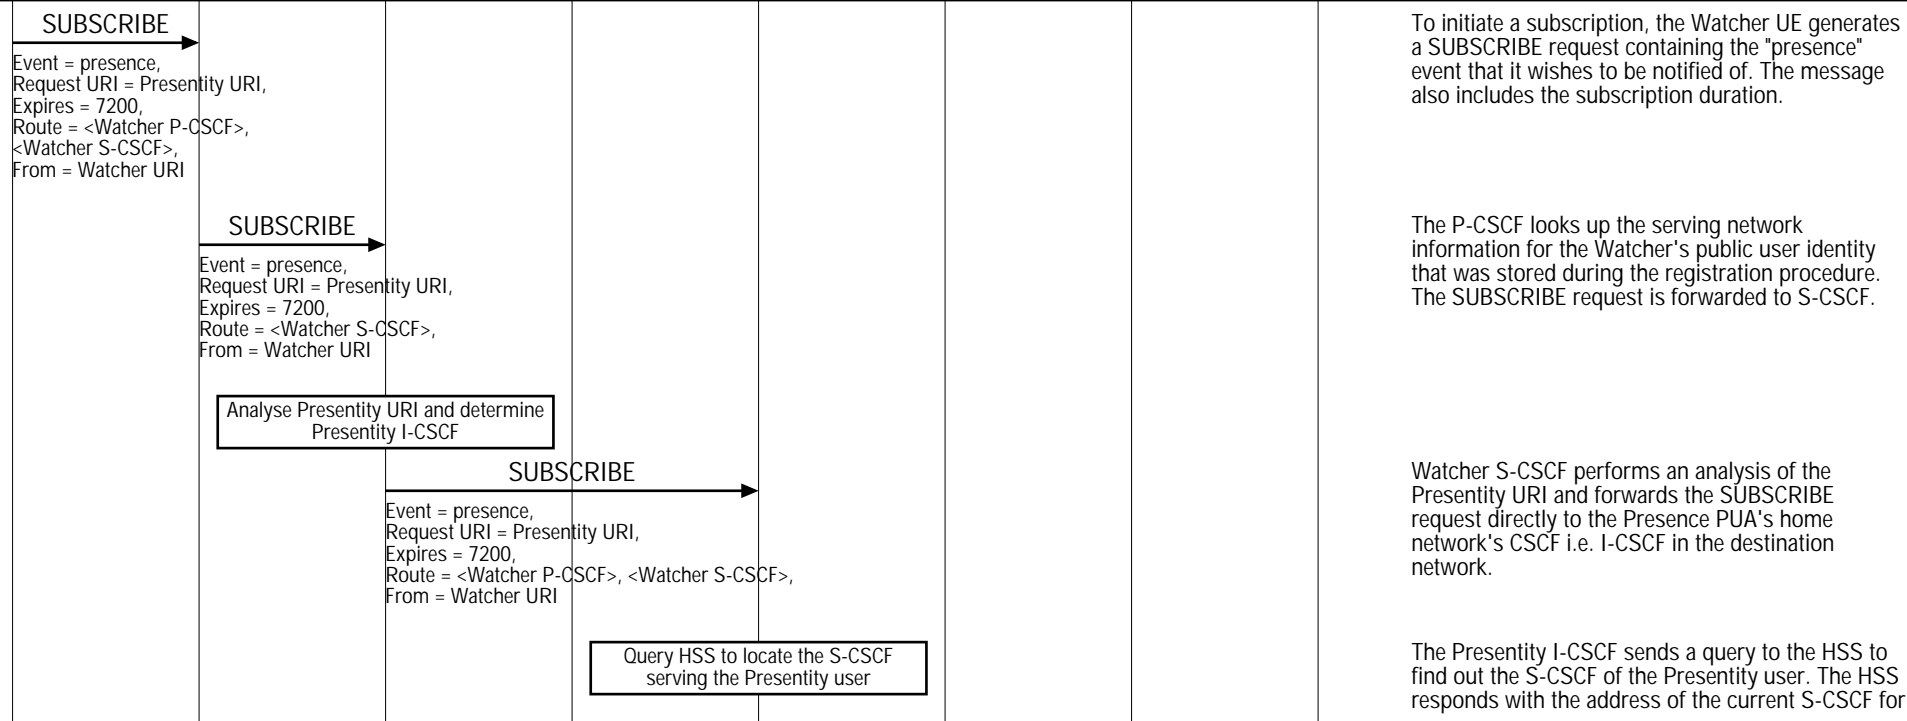 SUBSCRIBE
Event = presence,
Request URI = Presentity URI,
Expires = 7200,
Route = <Watcher P-CSCF>,
<Watcher S-CSCF>,
From = Watcher URI
To initiate a subscription, the Watcher UE generates
a SUBSCRIBE request containing the "presence"
event that it wishes to be notified of. The message
also includes the subscription duration.
SUBSCRIBE
Event = presence,
Request URI = Presentity URI,
Expires = 7200,
Route = <Watcher S-CSCF>,
From = Watcher URI
The P-CSCF looks up the serving network
information for the Watcher's public user identity
that was stored during the registration procedure.
The SUBSCRIBE request is forwarded to S-CSCF.
Analyse Presentity URI and determine
Presentity I-CSCF
SUBSCRIBE
Event = presence,
Request URI = Presentity URI,
Expires = 7200,
Route = <Watcher P-CSCF>, <Watcher S-CSCF>,
From = Watcher URI
Watcher S-CSCF performs an analysis of the
Presentity URI and forwards the SUBSCRIBE
request directly to the Presence PUA's home
network's CSCF i.e. I-CSCF in the destination
network.
Query HSS to locate the S-CSCF
serving the Presentity user
The Presentity I-CSCF sends a query to the HSS to
find out the S-CSCF of the Presentity user. The HSS
responds with the address of the current S-CSCF for